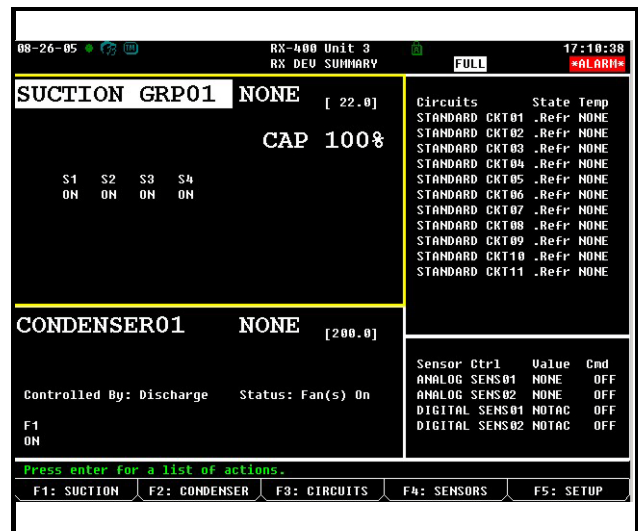 08-26-05 RX-400 Unit 3 17:10:38
RX DEV SUMMARY FULL *ALARM*
SUCTION GRP01 NONE [ 22.0]
CAP 100%
S1 S2 S3 S4
ON ON ON ON
Circuits State Temp
STANDARD CKT01 .Refr NONE
STANDARD CKT02 .Refr NONE
STANDARD CKT03 .Refr NONE
STANDARD CKT04 .Refr NONE
STANDARD CKT05 .Refr NONE
STANDARD CKT06 .Refr NONE
STANDARD CKT07 .Refr NONE
STANDARD CKT08 .Refr NONE
STANDARD CKT09 .Refr NONE
STANDARD CKT10 .Refr NONE
STANDARD CKT11 .Refr NONE
CONDENSER01 NONE [200.0]
Controlled By: Discharge Status: Fan(s) On
F1
ON
Sensor Ctrl Value Cmd
ANALOG SENS01 NONE OFF
ANALOG SENS02 NONE OFF
DIGITAL SENS01 NOTAC OFF
DIGITAL SENS02 NOTAC OFF
Press enter for a list of actions.
F1: SUCTION F2: CONDENSER F3: CIRCUITS F4: SENSORS F5: SETUP